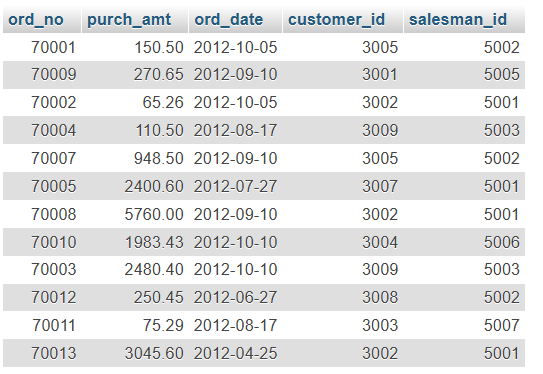 ord_no purch_amt ord_date customer_id salesman_id
70001 150.50 2012-10-05 3005 5002
70009 270.65 2012-09-10 3001 5005
70002 65.26 2012-10-05 3002 5001
70004 110.50 2012-08-17 3009 5003
70007 948.50 2012-09-10 3005 5002
70005 2400.60 2012-07-27 3007 5001
70008 5760.00 2012-09-10 3002 5001
70010 1983.43 2012-10-10 3004 5006
70003 2480.40 2012-10-10 3009 5003
70012 250.45 2012-06-27 3008 5002
70011 75.29 2012-08-17 3003 5007
70013 3045.60 2012-04-25 3002 5001